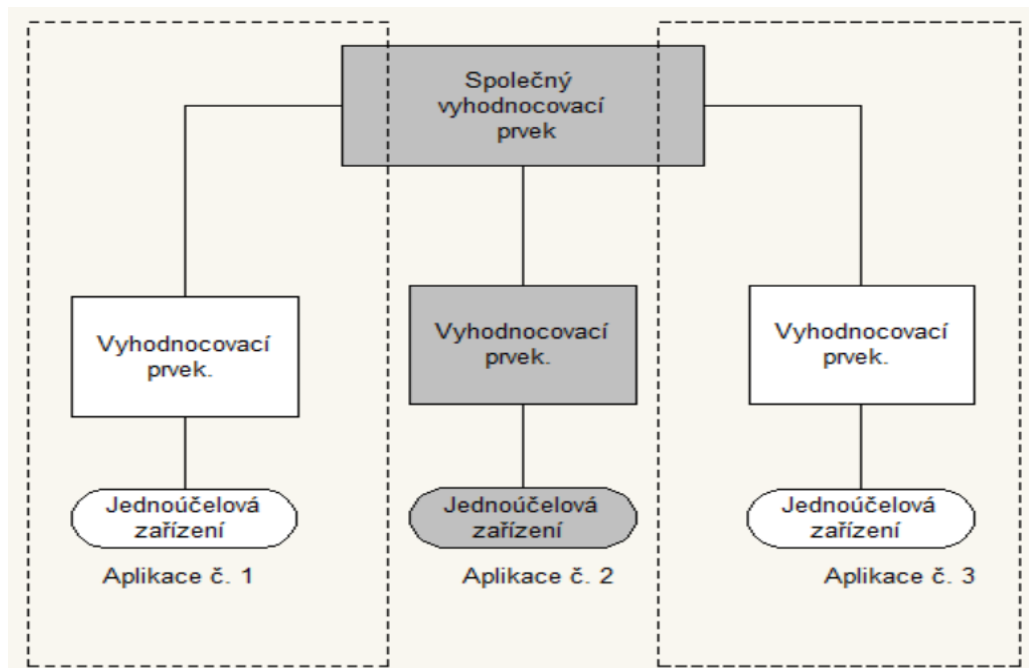 Společný
vyhodnocovací
prvek
Vyhodnocovací
prvek.
Vyhodnocovací
prvek.
Vyhodnocovací
prvek.
Jednoúčelová
zařízení
Jednoúčelová
zařízení
Jednoúčelová
zařízení
Aplikace č. 1
Aplikace č. 2
Aplikace č. 3